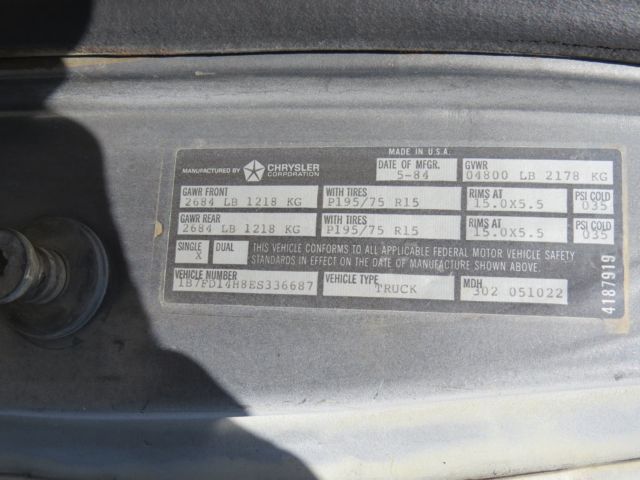 MADE IN U.S.A.
MANUFACTURED BY CHRYSLER CORPORATION
DATE OF MFGR. 5-84
GVWR 04800 LB 2178 KG
GAWR FRONT 2684 LB 1218 KG
WITH TIRES P195/75 R15
RIMS AT 15.0X5.5
PSI COLD 035
GAWR REAR 2684 LB 1218 KG
WITH TIRES P195/75 R15
RIMS AT 15.0X5.5
PSI COLD 035
SINGLE X DUAL
THIS VEHICLE CONFORMS TO ALL APPLICABLE FEDERAL MOTOR VEHICLE SAFETY
STANDARDS IN EFFECT ON THE DATE OF MANUFACTURE SHOWN ABOVE.
VEHICLE NUMBER 1B7FD14H8ES336687
VEHICLE TYPE TRUCK
MDH 302 051022
4187919